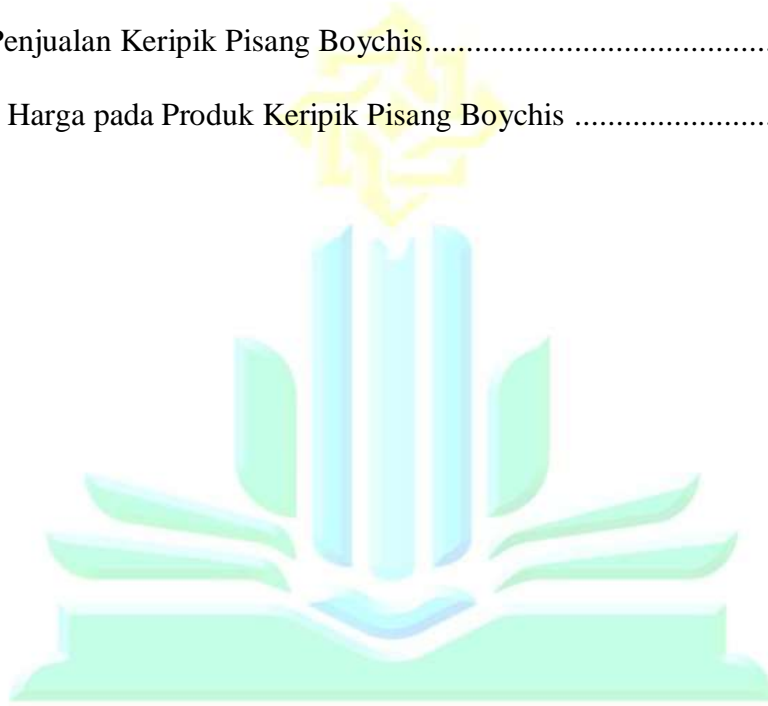 Penjualan Keripik Pisang Boychis.........................................
Harga pada Produk Keripik Pisang Boychis .......................